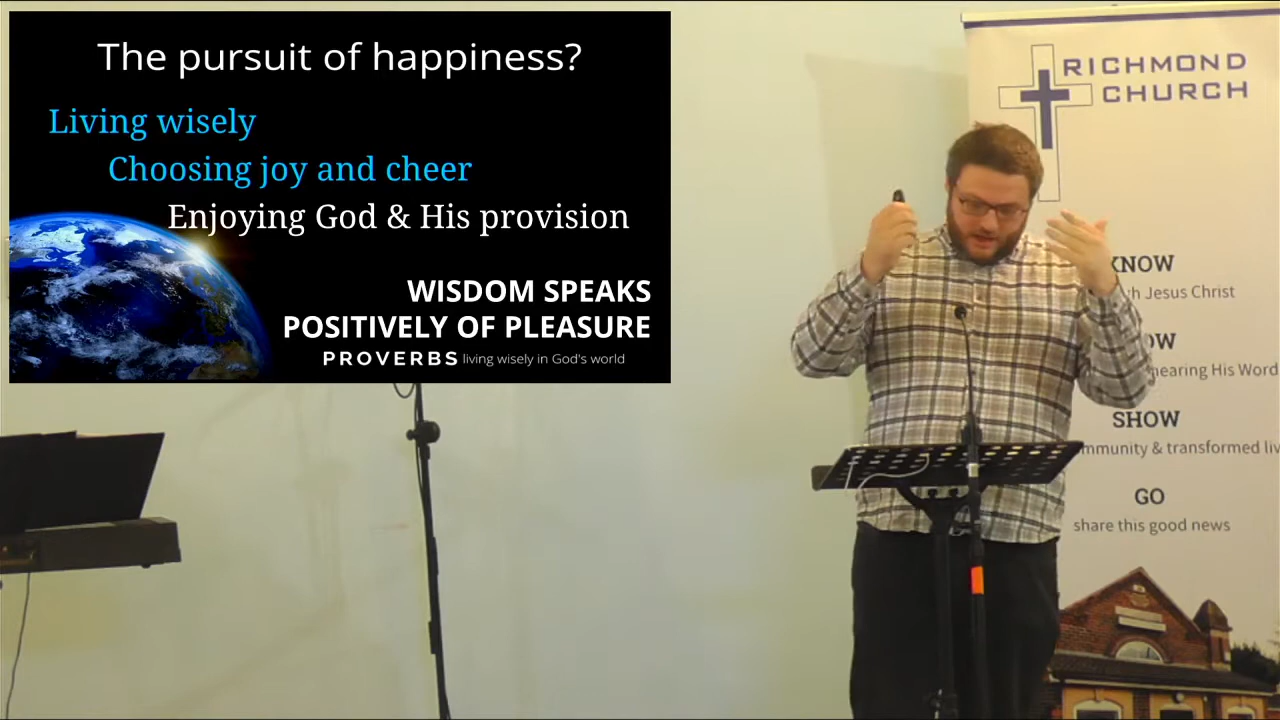 The pursuit of happiness?
Living wisely
Choosing joy and cheer
Enjoying God & His provision
WISDOM SPEAKS
POSITIVELY OF PLEASURE
PROVERBS living wisely in God's world
RICHMOND
CHURCH
KNOW
Jesus Christ
hearing His Word
SHOW
& transformed
GO
share this good news